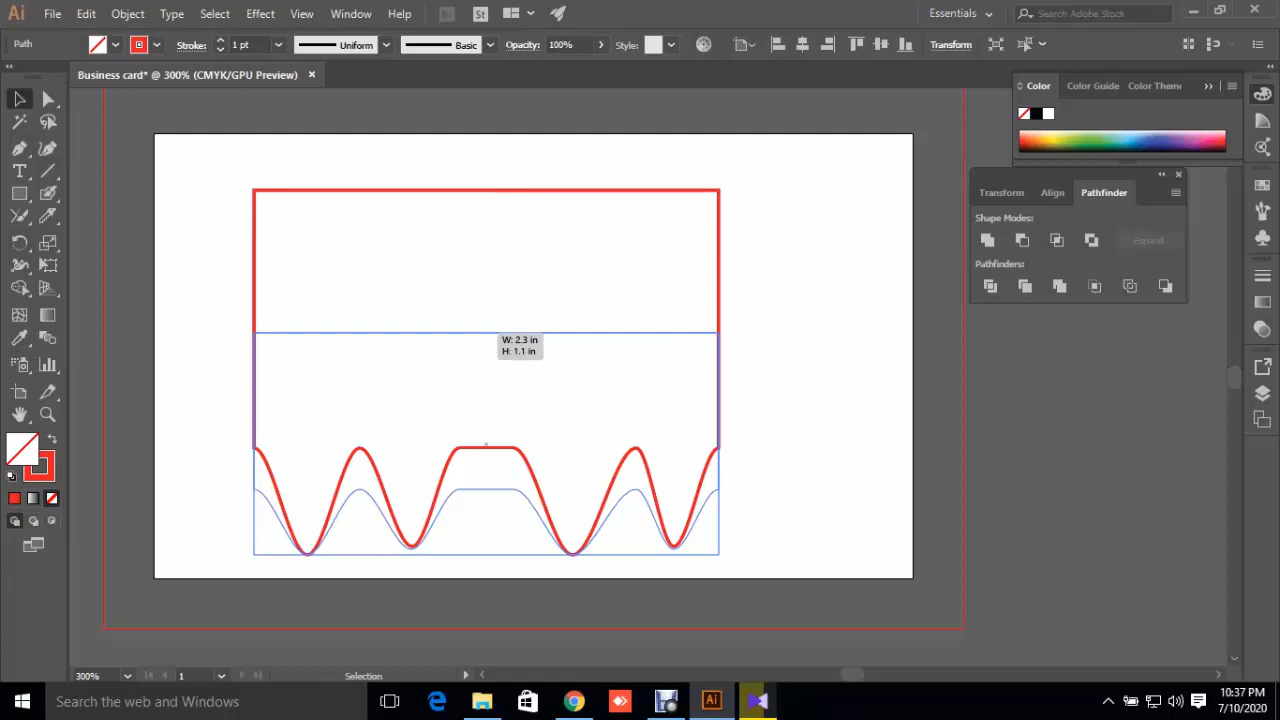 Ai File Edit Object Type Select Effect View Window Help Br St Essentials Search Adobe Stock
Path Stroke: 1 pt Uniform Basic Opacity: 100% Style: Transform
Business card* @ 300% (CMYK/GPU Preview) ×
Color Color Guide Color Theme
Transform Align Pathfinder
Shape Modes:
Expand
Pathfinders:
W: 2.3 in
H: 1.1 in
300% 1 Selection
Search the web and Windows
Ai
10:37 PM
7/10/2020